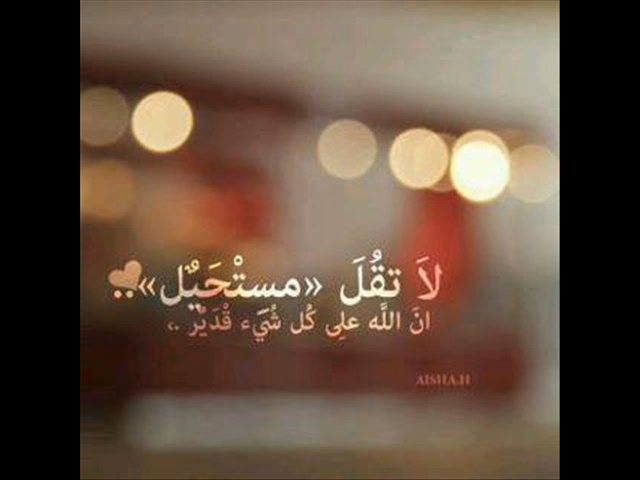 لاَ تقُلَ «مستْحَيٌل»..
انَّ اللَّه علِى كُل شُيَء قْدَيْر .،
AISHA.H